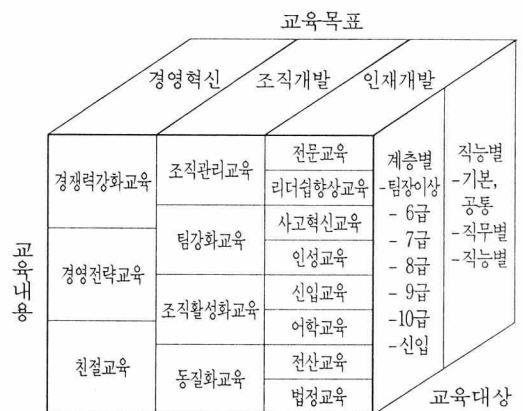 교육목표
경영혁신
조직개발
인재개발
교육내용
경쟁력강화교육
경영전략교육
친절교육
조직관리교육
팀강화교육
조직활성화교육
동질화교육
전문교육
리더쉽향상교육
사고혁신교육
인성교육
신입교육
어학교육
전산교육
법정교육
계층별
-팀장이상
- 6급
- 7급
- 8급
- 9급
-10급
-신입
직능별
-기본,
공통
-직무별
-직능별
교육대상